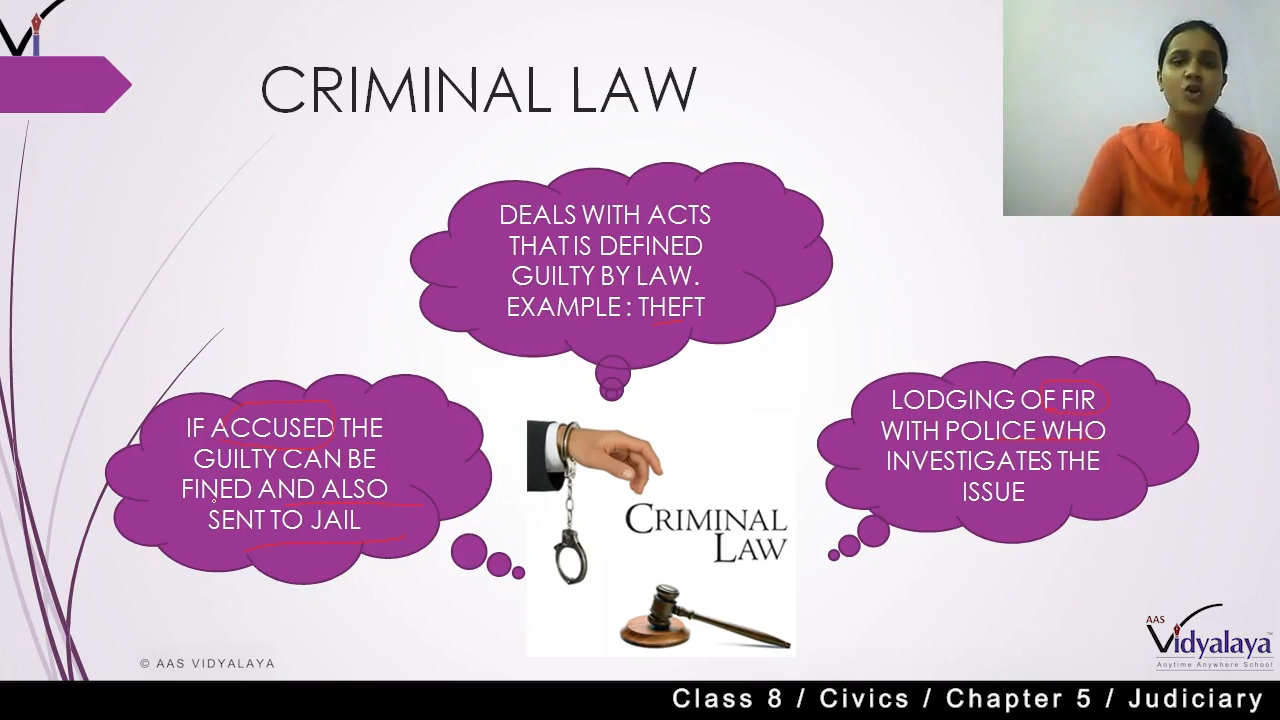 CRIMINAL LAW
DEALS WITH ACTS
THAT IS DEFINED
GUILTY BY LAW.
EXAMPLE : THEFT
IF ACCUSED THE
GUILTY CAN BE
FINED AND ALSO
SENT TO JAIL
LODGING OF FIR
WITH POLICE WHO
INVESTIGATES THE
ISSUE
CRIMINAL
LAW
© AAS VIDYALAYA
AAS
Vidyalaya
Anytime Anywhere School
Class 8 / Civics / Chapter 5 / Judiciary